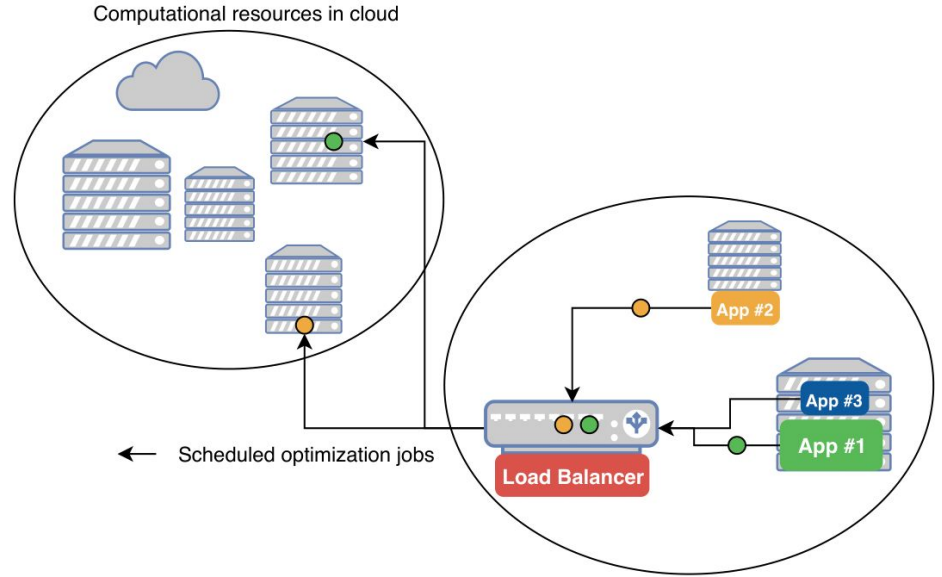 Computational resources in cloud
App #2
App #3
App #1
Scheduled optimization jobs
Load Balancer